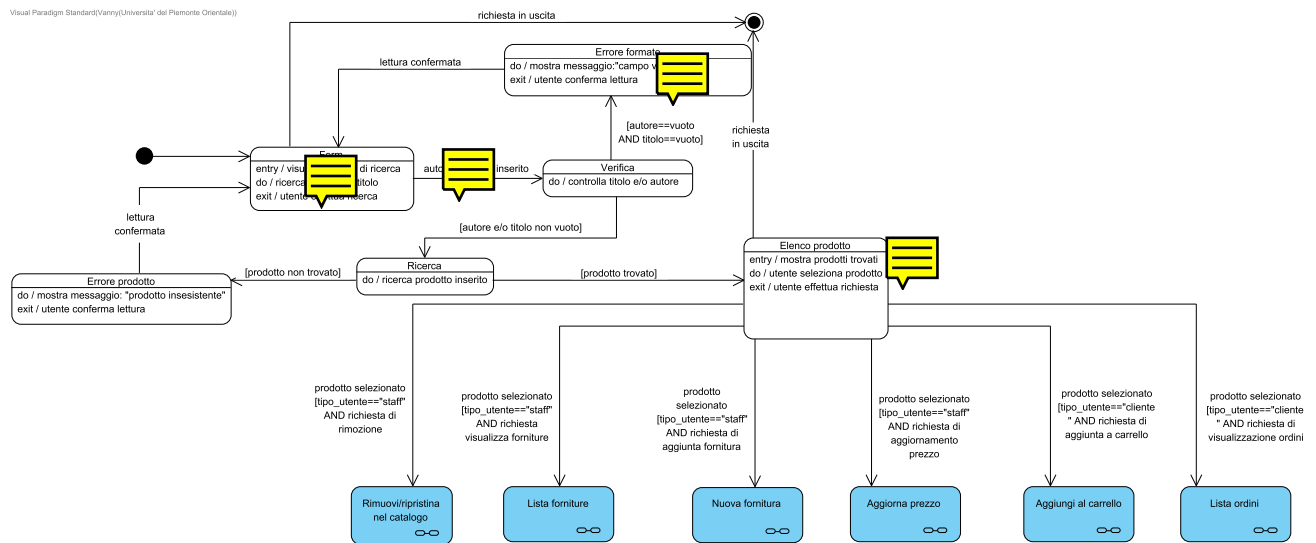 Visual Paradigm Standard(Vanny(Universita' del Piemonte Orientale))
richiesta in uscita
Errore formato
do / mostra messaggio:"campo
exit / utente conferma lettura
lettura confermata
[autore==vuoto
AND titolo==vuoto]
richiesta
in uscita
entry / di ricerca
do / ricerca titolo
exit / utente ricerca
inserito
Verifica
do / controlla titolo e/o autore
lettura
confermata
[autore e/o titolo non vuoto]
Elenco prodotto
entry / mostra prodotti trovati
do / utente seleziona prodotto
exit / utente effettua richiesta
Ricerca
do / ricerca prodotto inserito
[prodotto non trovato]
[prodotto trovato]
Errore prodotto
do / mostra messaggio: "prodotto insesistente"
exit / utente conferma lettura
prodotto selezionato
[tipo_utente=="staff"
AND richiesta di
rimozione
prodotto selezionato
[tipo_utente=="staff"
AND richiesta
visualizza forniture
prodotto
selezionato
[tipo_utente=="staff"
AND richiesta di
aggiunta fornitura
prodotto selezionato
[tipo_utente=="staff"
AND richiesta di
aggiornamento
prezzo
prodotto selezionato
[tipo_utente=="cliente
" AND richiesta di
aggiunta a carrello
prodotto selezionato
[tipo_utente=="cliente
" AND richiesta di
visualizzazione ordini
Rimuovi/ripristina
nel catalogo
Lista forniture
Nuova fornitura
Aggiorna prezzo
Aggiungi al carrello
Lista ordini